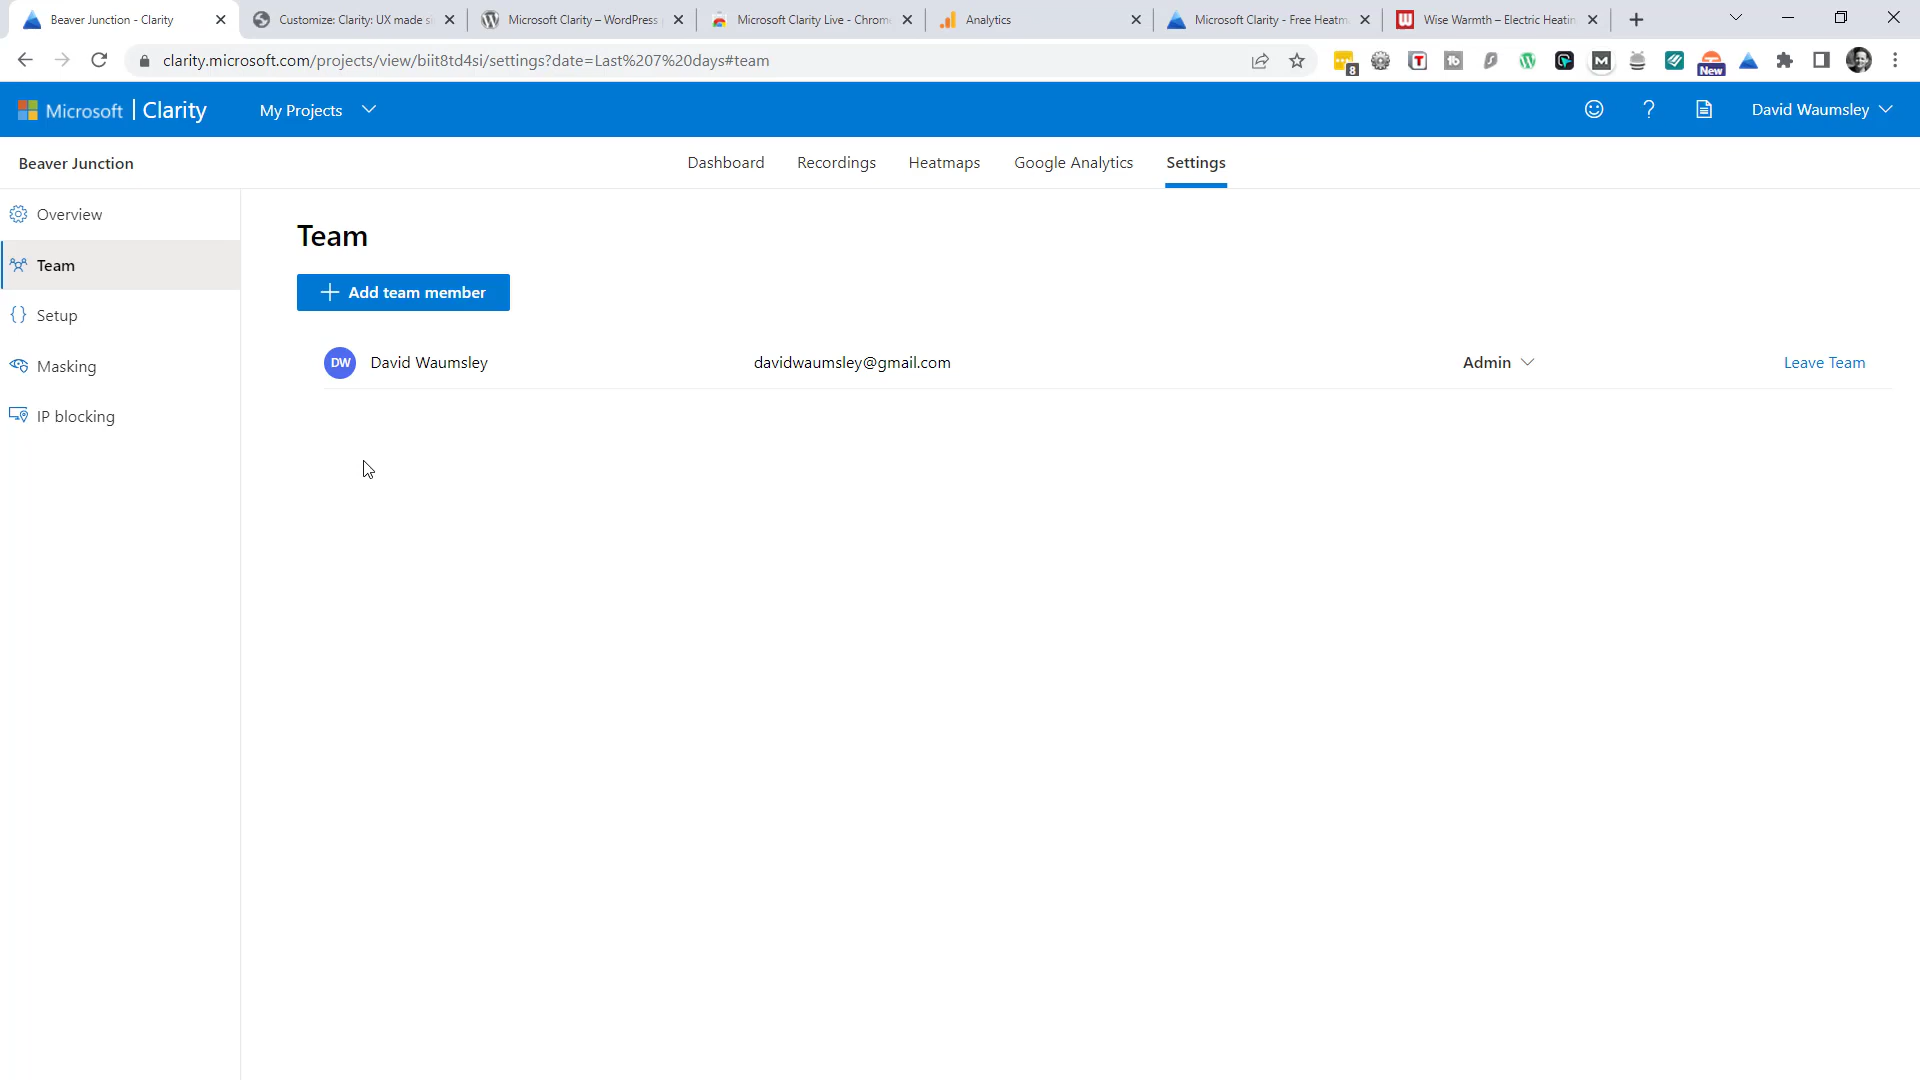 Beaver Junction - Clarity
Customize: Clarity: UX made s
Microsoft Clarity – WordPress
Microsoft Clarity Live - Chrom
Analytics
Microsoft Clarity - Free Heatm
Wise Warmth – Electric Heatin
clarity.microsoft.com/projects/view/biit8td4si/settings?date=Last%207%20days#team
8
New
Microsoft | Clarity
My Projects
David Waumsley
Beaver Junction
Dashboard
Recordings
Heatmaps
Google Analytics
Settings
Overview
Team
Setup
Masking
IP blocking
Team
Add team member
DW
David Waumsley
davidwaumsley@gmail.com
Admin
Leave Team